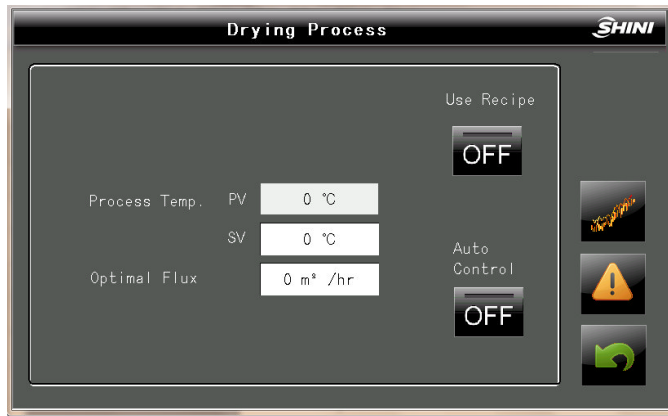 Drying Process
SHINI
Use Recipe
OFF
Process Temp. PV 0 °C
SV 0 °C
Auto
Control
Optimal Flux 0 m³ /hr
OFF